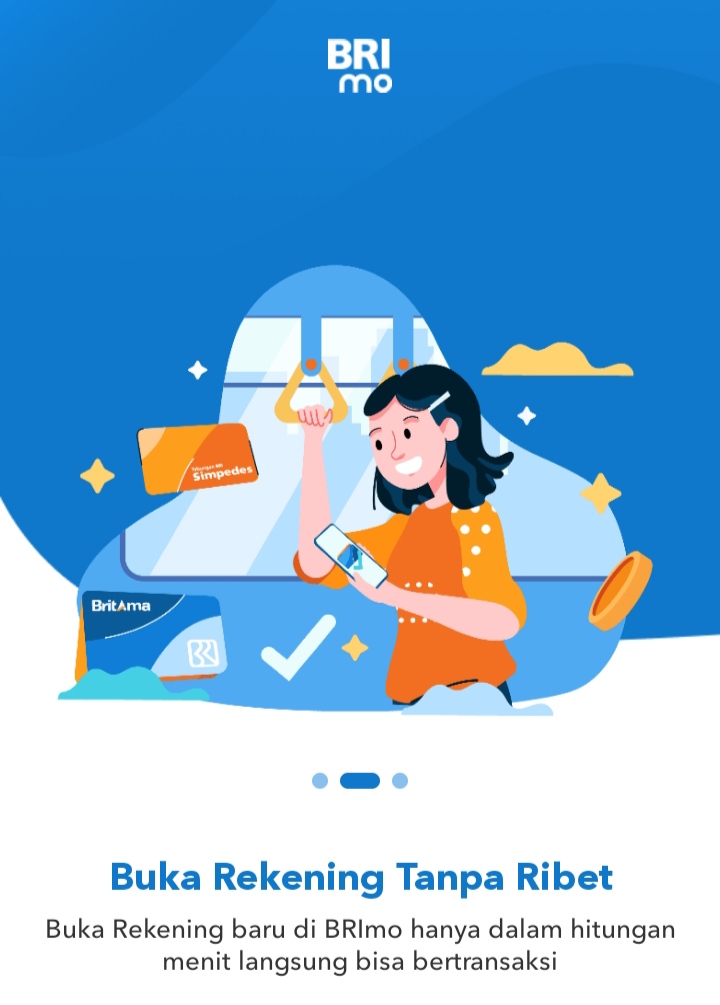 BRI
mo
Tabungan BRI
Simpedes
BritAma
Buka Rekening Tanpa Ribet
Buka Rekening baru di BRImo hanya dalam hitungan
menit langsung bisa bertransaksi